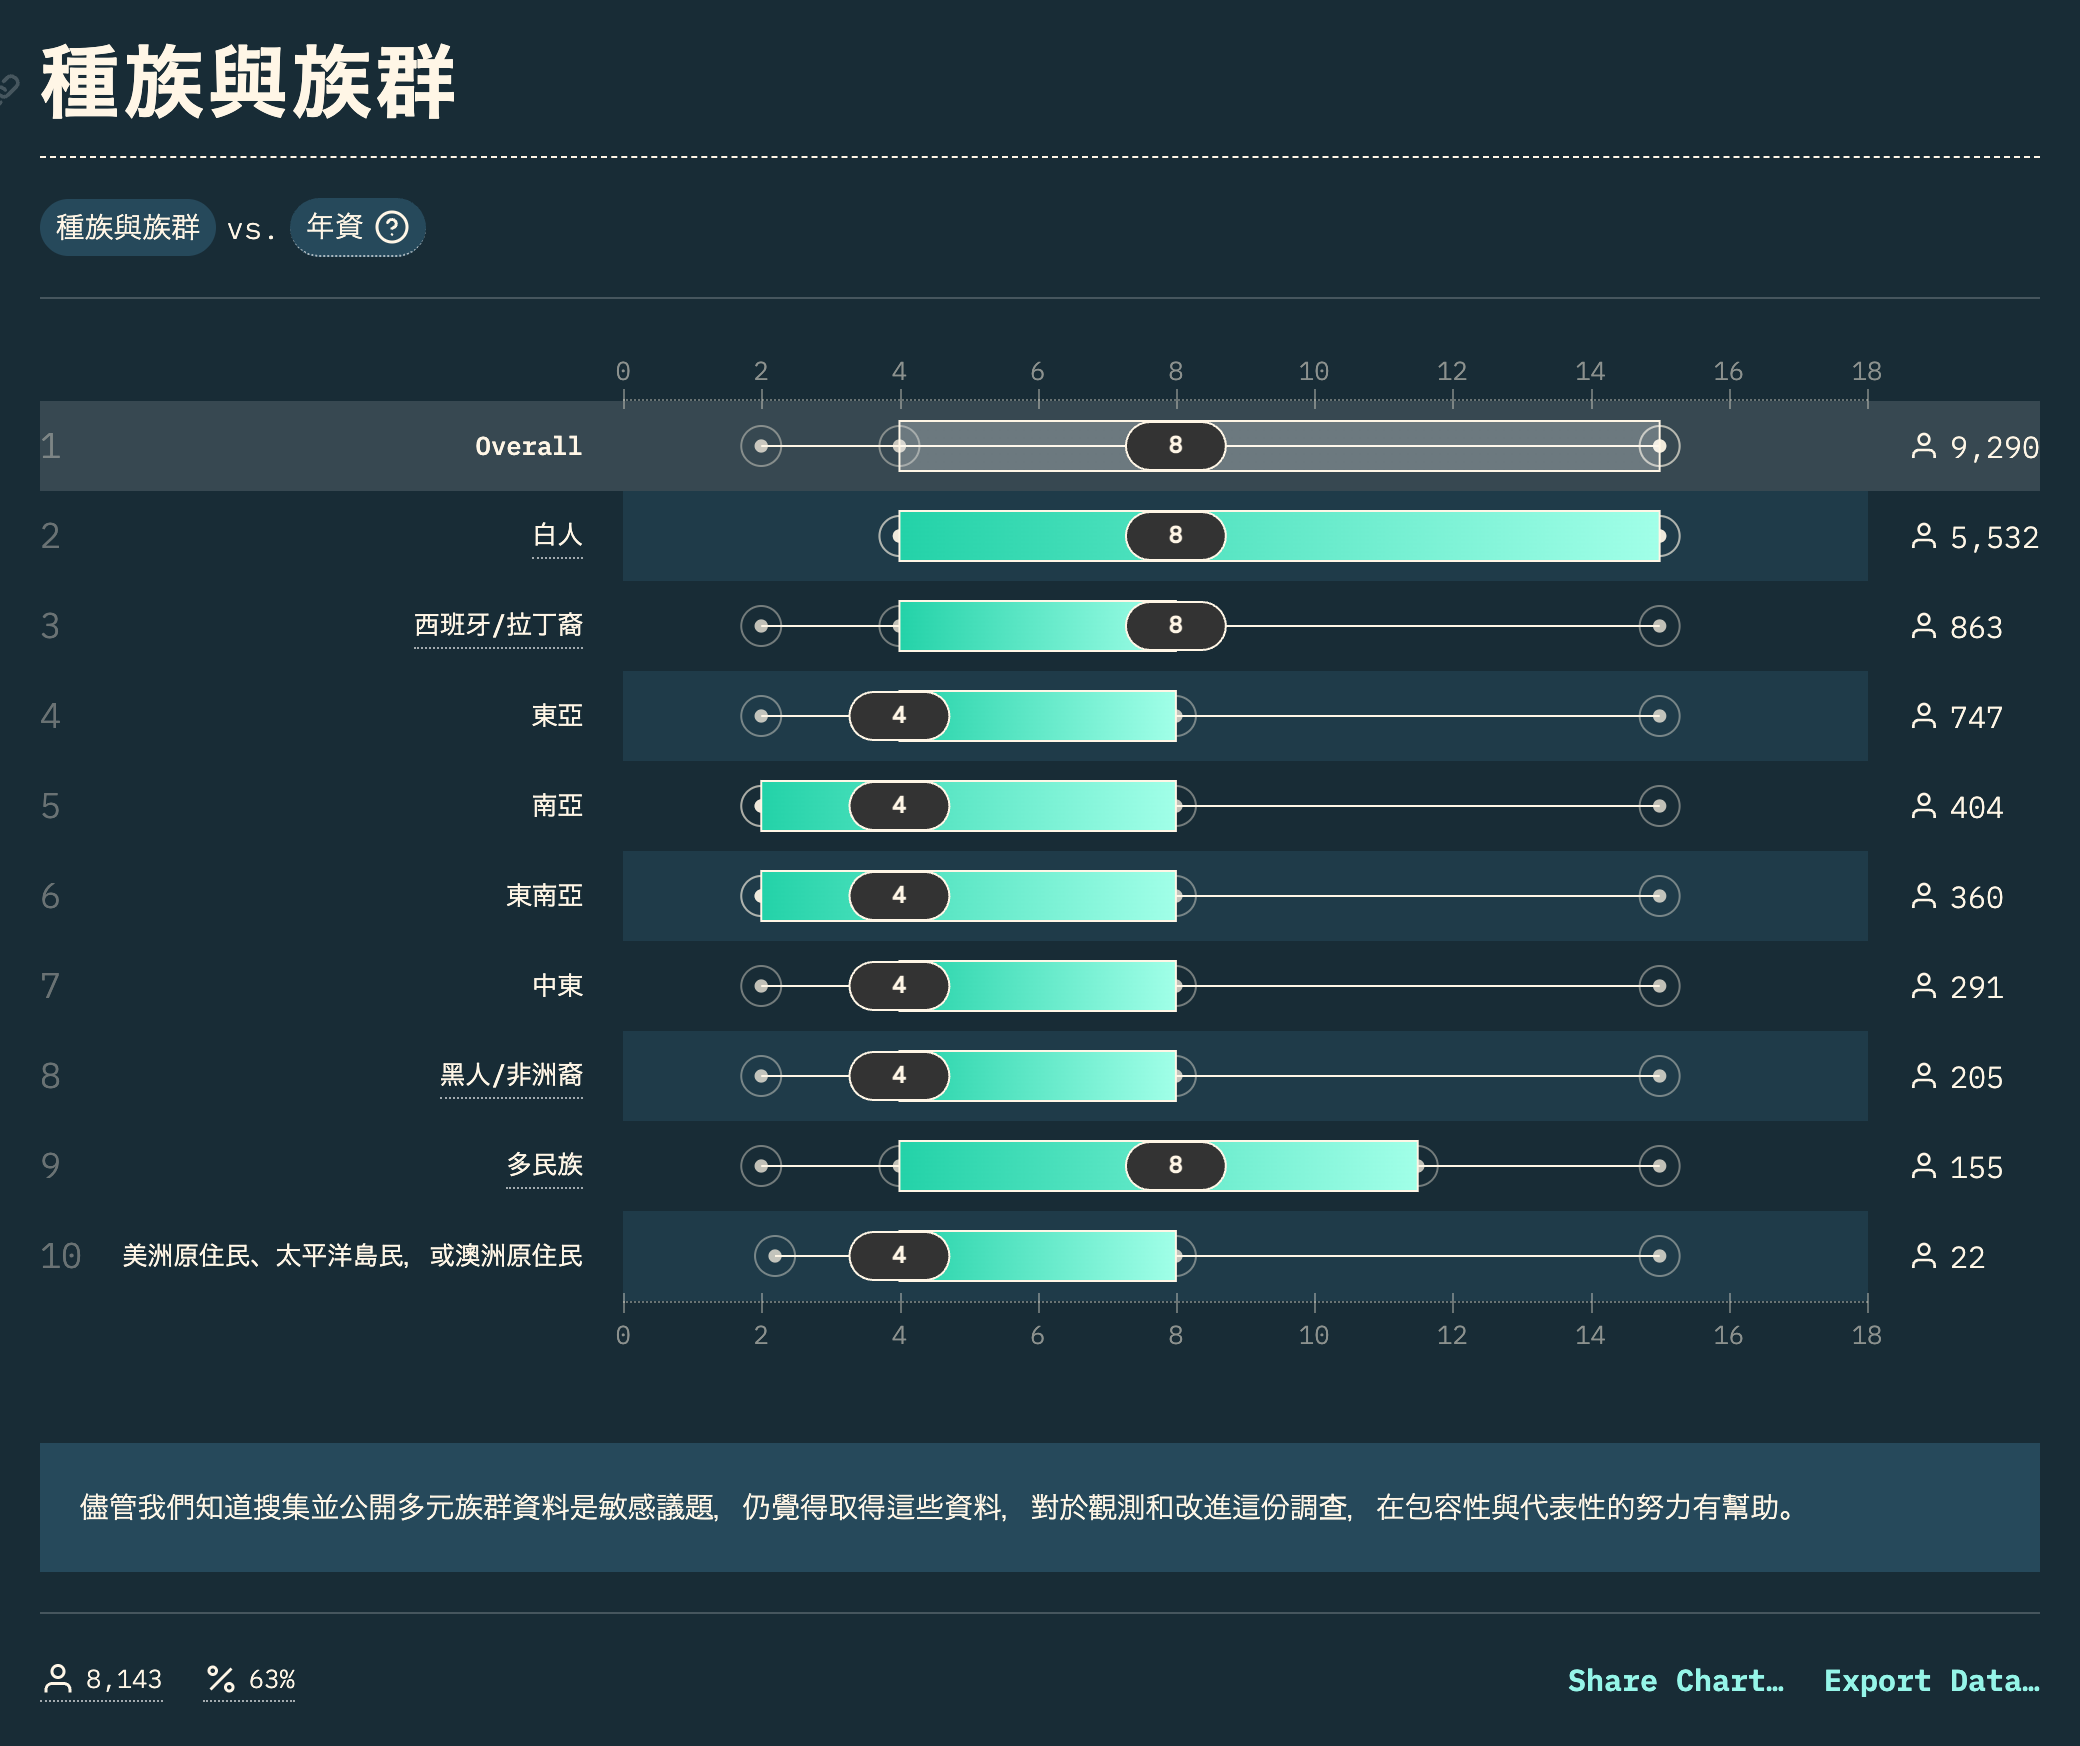 種族與族群
種族與族群 vs. 年資
0 2 4 6 8 10 12 14 16 18
1 Overall 8 9,290
2 白人 8 5,532
3 西班牙/拉丁裔 8 863
4 東亞 4 747
5 南亞 4 404
6 東南亞 4 360
7 中東 4 291
8 黑人/非洲裔 4 205
9 多民族 8 155
10 美洲原住民、太平洋島民，或澳洲原住民 4 22
0 2 4 6 8 10 12 14 16 18
儘管我們知道搜集並公開多元族群資料是敏感議題，仍覺得取得這些資料，對於觀測和改進這份調查，在包容性與代表性的努力有幫助。
8,143 63% Share Chart… Export Data…